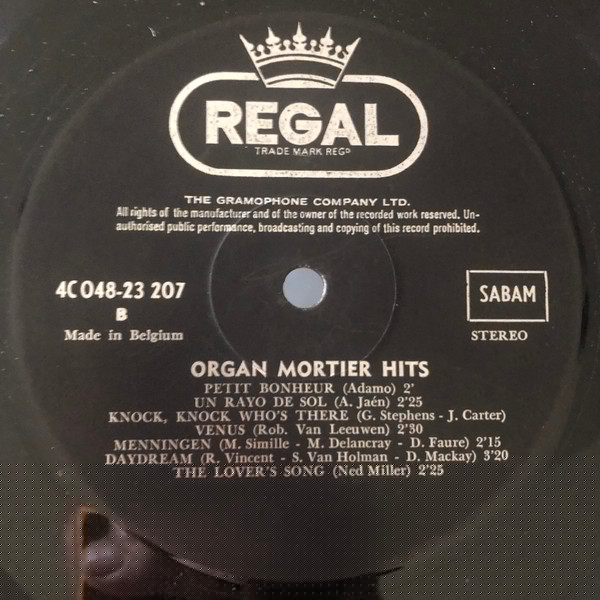 REGAL
TRADE MARK REGD
THE GRAMOPHONE COMPANY LTD.
All rights of the manufacturer and of the owner of the recorded work reserved. Un-
authorised public performance, broadcasting and copying of this record prohibited.
4C 048-23 207
B
Made in Belgium
SABAM
STEREO
ORGAN MORTIER HITS
PETIT BONHEUR (Adamo) 2'
UN RAYO DE SOL (A. Jaén) 2'25
KNOCK, KNOCK WHO'S THERE (G. Stephens - J. Carter)
VENUS (Rob. Van Leeuwen) 2'30
MENNINGEN (M. Simille - M. Delancray - D. Faure) 2'15
DAYDREAM (R. Vincent - S. Van Holman - D. Mackay) 3'20
THE LOVER'S SONG (Ned Miller) 2'25